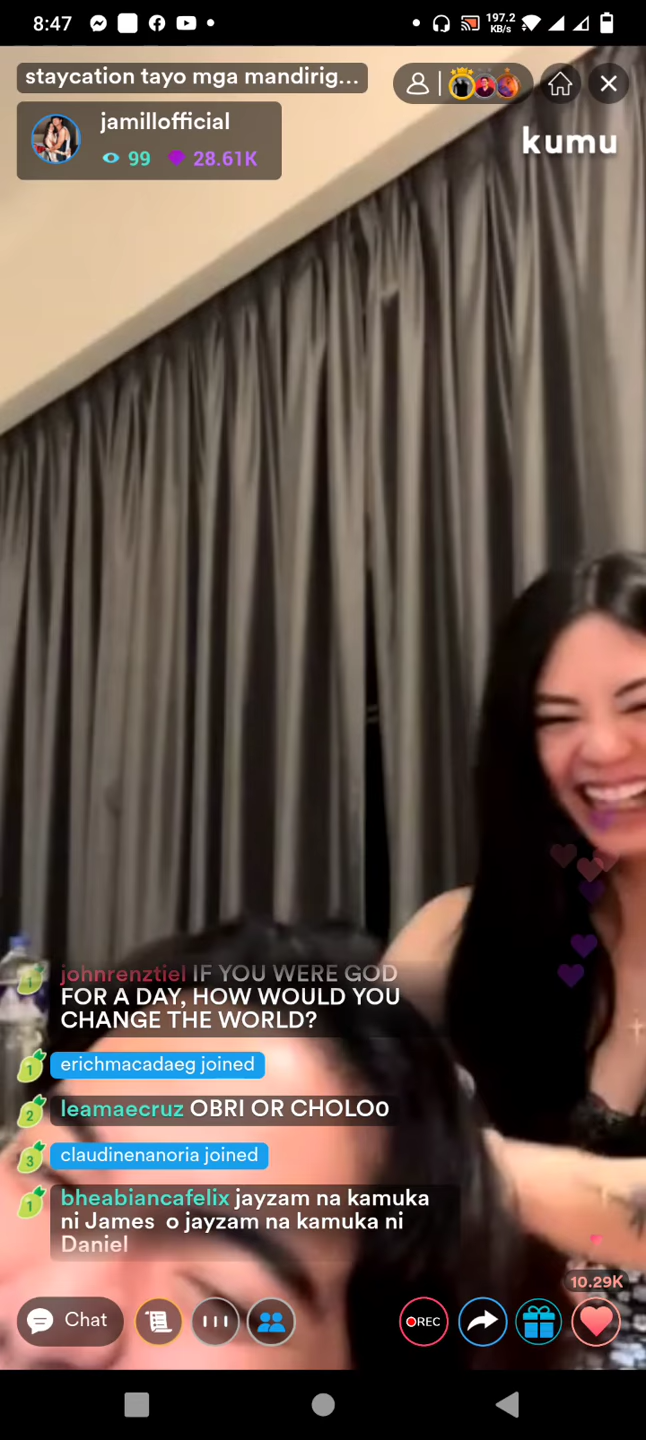 8:47
197.2
KB/s
staycation tayo mga mandirig...
jamillofficial
99
28.61K
kumu
johnrenztiel IF YOU WERE GOD
FOR A DAY, HOW WOULD YOU
CHANGE THE WORLD?
1
erichmacadaeg joined
2
leamaecruz OBRI OR CHOLO0
3
claudinenanoria joined
1
bheabiancafelix jayzam na kamuka
ni James o jayzam na kamuka ni
Daniel
10.29K
Chat
REC